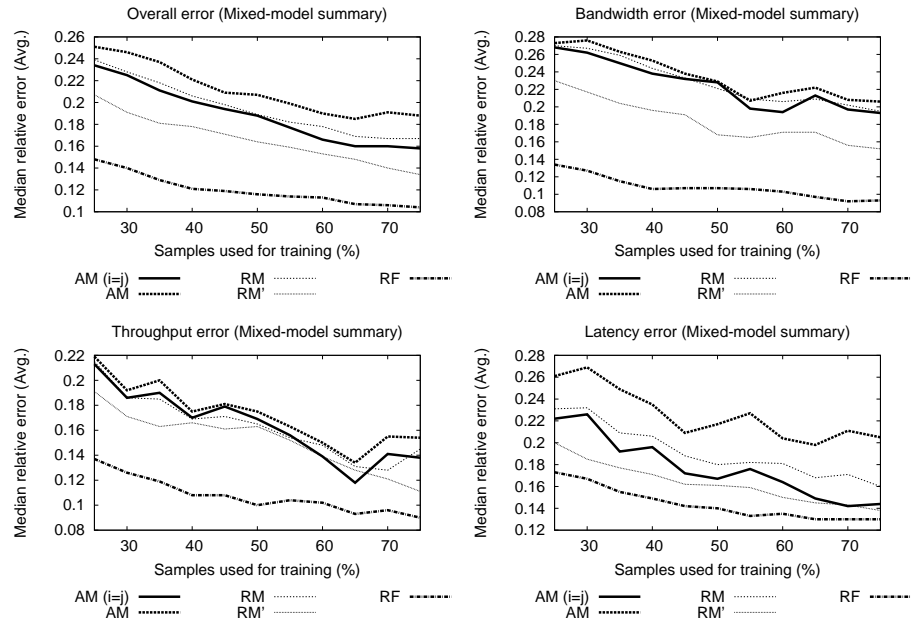 Overall error (Mixed-model summary)
Median relative error (Avg.)
0.26
0.24
0.22
0.2
0.18
0.16
0.14
0.12
0.1
30 40 50 60 70
Samples used for training (%)
AM (i=j) RM RF
AM RM'
Bandwidth error (Mixed-model summary)
Median relative error (Avg.)
0.28
0.26
0.24
0.22
0.2
0.18
0.16
0.14
0.12
0.1
0.08
30 40 50 60 70
Samples used for training (%)
AM (i=j) RM RF
AM RM'
Throughput error (Mixed-model summary)
Median relative error (Avg.)
0.22
0.2
0.18
0.16
0.14
0.12
0.1
0.08
30 40 50 60 70
Samples used for training (%)
AM (i=j) RM RF
AM RM'
Latency error (Mixed-model summary)
Median relative error (Avg.)
0.28
0.26
0.24
0.22
0.2
0.18
0.16
0.14
0.12
30 40 50 60 70
Samples used for training (%)
AM (i=j) RM RF
AM RM'